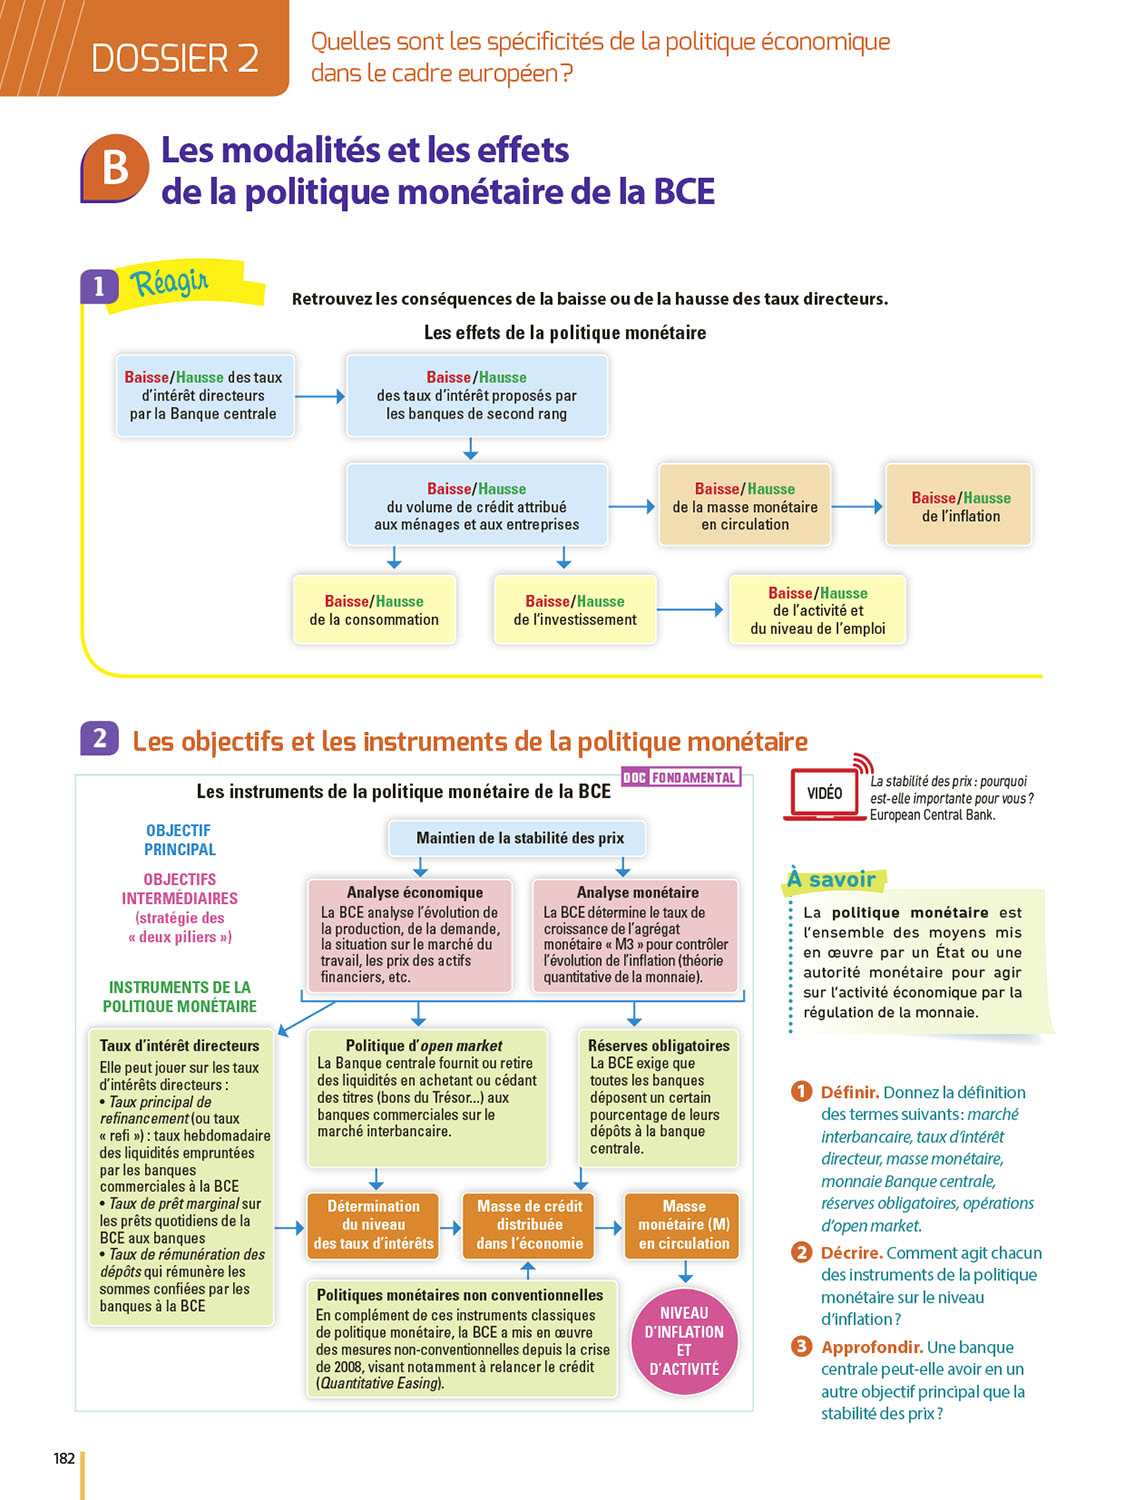 DOSSIER 2
Quelles sont les spécificités de la politique économique
dans le cadre européen ?
B
Les modalités et les effets
de la politique monétaire de la BCE
1
Réagir
Retrouvez les conséquences de la baisse ou de la hausse des taux directeurs.
Les effets de la politique monétaire
Baisse/Hausse des taux
d'intérêt directeurs
par la Banque centrale
Baisse/Hausse
des taux d'intérêt proposés par
les banques de second rang
Baisse/Hausse
du volume de crédit attribué
aux ménages et aux entreprises
Baisse/Hausse
de la masse monétaire
en circulation
Baisse/Hausse
de l'inflation
Baisse/Hausse
de la consommation
Baisse/Hausse
de l'investissement
Baisse/Hausse
de l'activité et
du niveau de l'emploi
2
Les objectifs et les instruments de la politique monétaire
DOC FONDAMENTAL
Les instruments de la politique monétaire de la BCE
OBJECTIF
PRINCIPAL
Maintien de la stabilité des prix
OBJECTIFS
INTERMÉDIAIRES
(stratégie des
« deux piliers »)
Analyse économique
La BCE analyse l'évolution de
la production, de la demande,
la situation sur le marché du
travail, les prix des actifs
financiers, etc.
Analyse monétaire
La BCE détermine le taux de
croissance de l'agrégat
monétaire « M3 » pour contrôler
l'évolution de l'inflation (théorie
quantitative de la monnaie).
INSTRUMENTS DE LA
POLITIQUE MONÉTAIRE
Taux d'intérêt directeurs
Elle peut jouer sur les taux
d'intérêts directeurs :
• Taux principal de
refinancement (ou taux
« refi ») : taux hebdomadaire
des liquidités empruntées
par les banques
commerciales à la BCE
• Taux de prêt marginal sur
les prêts quotidiens de la
BCE aux banques
• Taux de rémunération des
dépôts qui rémunère les
sommes confiées par les
banques à la BCE
Politique d'open market
La Banque centrale fournit ou retire
des liquidités en achetant ou cédant
des titres (bons du Trésor...) aux
banques commerciales sur le
marché interbancaire.
Réserves obligatoires
La BCE exige que
toutes les banques
déposent un certain
pourcentage de leurs
dépôts à la banque
centrale.
Détermination
du niveau
des taux d'intérêts
Masse de crédit
distribuée
dans l'économie
Masse
monétaire (M)
en circulation
Politiques monétaires non conventionnelles
En complément de ces instruments classiques
de politique monétaire, la BCE a mis en œuvre
des mesures non-conventionnelles depuis la crise
de 2008, visant notamment à relancer le crédit
(Quantitative Easing).
NIVEAU
D'INFLATION
ET
D'ACTIVITÉ
VIDÉO
La stabilité des prix : pourquoi
est-elle importante pour vous ?
European Central Bank.
À savoir
La politique monétaire est
l'ensemble des moyens mis
en œuvre par un État ou une
autorité monétaire pour agir
sur l'activité économique par la
régulation de la monnaie.
1 Définir. Donnez la définition
des termes suivants : marché
interbancaire, taux d'intérêt
directeur, masse monétaire,
monnaie Banque centrale,
réserves obligatoires, opérations
d'open market.
2 Décrire. Comment agit chacun
des instruments de la politique
monétaire sur le niveau
d'inflation ?
3 Approfondir. Une banque
centrale peut-elle avoir en un
autre objectif principal que la
stabilité des prix ?
182